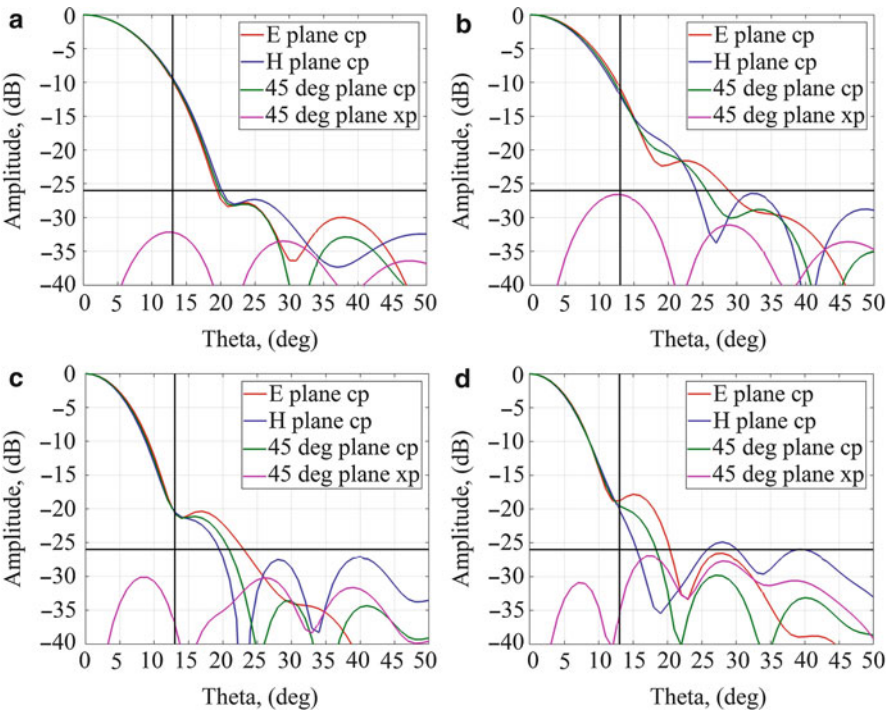 a
Amplitude, (dB)
0
−5
−10
−15
−20
−25
−30
−35
−40
E plane cp
H plane cp
45 deg plane cp
45 deg plane xp
0 5 10 15 20 25 30 35 40 45 50
Theta, (deg)
b
Amplitude, (dB)
0
−5
−10
−15
−20
−25
−30
−35
−40
E plane cp
H plane cp
45 deg plane cp
45 deg plane xp
0 5 10 15 20 25 30 35 40 45 50
Theta, (deg)
c
Amplitude, (dB)
0
−5
−10
−15
−20
−25
−30
−35
−40
E plane cp
H plane cp
45 deg plane cp
45 deg plane xp
0 5 10 15 20 25 30 35 40 45 50
Theta, (deg)
d
Amplitude, (dB)
0
−5
−10
−15
−20
−25
−30
−35
−40
E plane cp
H plane cp
45 deg plane cp
45 deg plane xp
0 5 10 15 20 25 30 35 40 45 50
Theta, (deg)